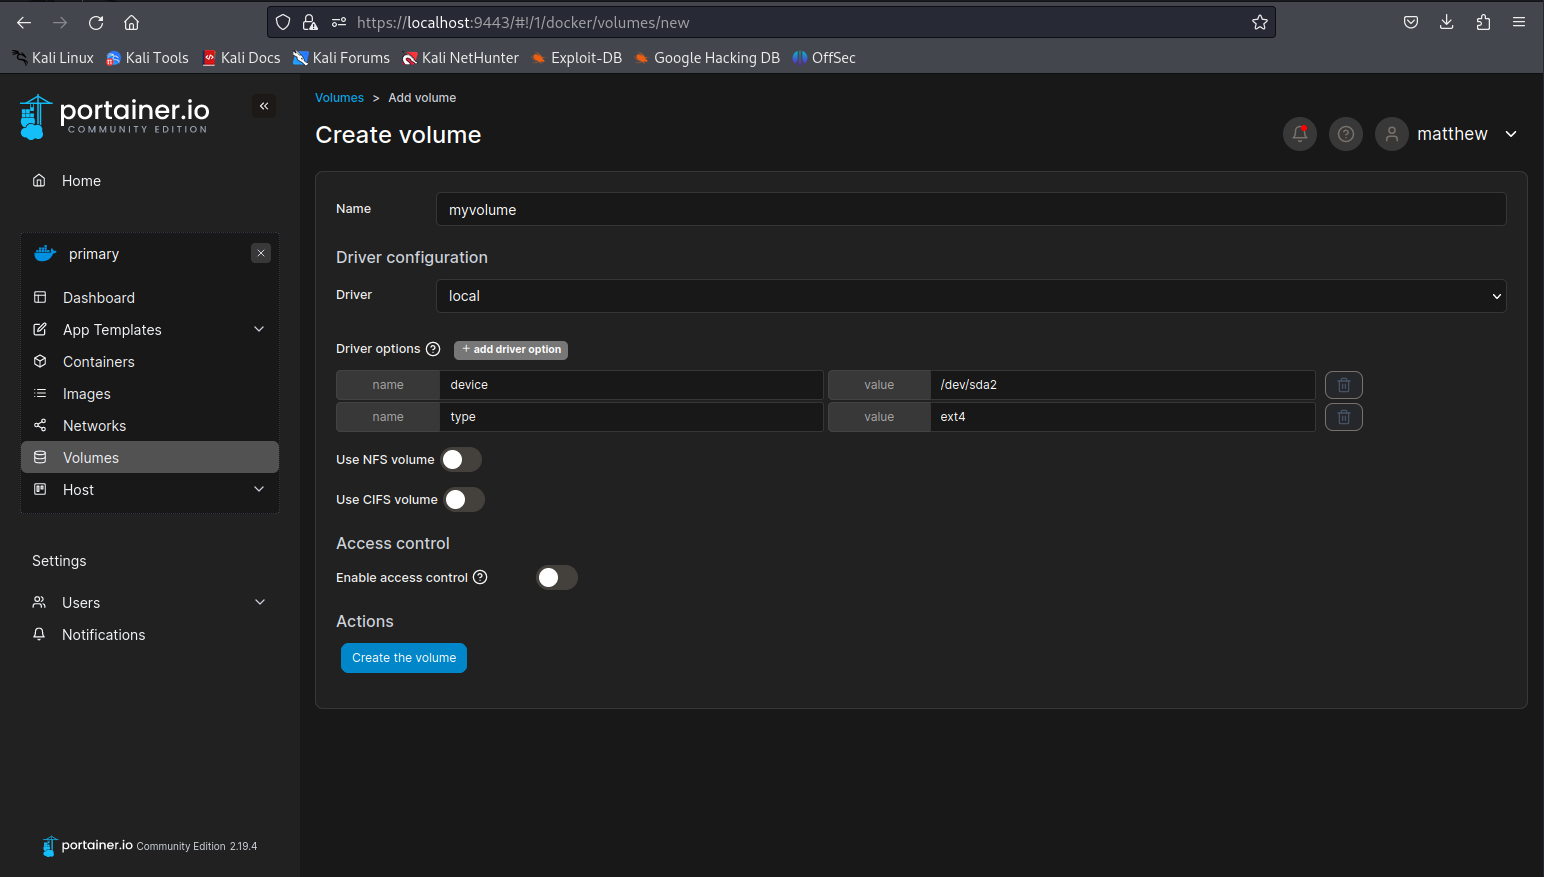 https://localhost:9443/#!/1/docker/volumes/new
Kali Linux Kali Tools Kali Docs Kali Forums Kali NetHunter Exploit-DB Google Hacking DB OffSec
portainer.io
COMMUNITY EDITION
«
Volumes > Add volume
Create volume
matthew
Home
primary
Dashboard
App Templates
Containers
Images
Networks
Volumes
Host
Settings
Users
Notifications
portainer.io Community Edition 2.19.4
Name myvolume
Driver configuration
Driver local
Driver options ? + add driver option
name device value /dev/sda2
name type value ext4
Use NFS volume
Use CIFS volume
Access control
Enable access control ?
Actions
Create the volume